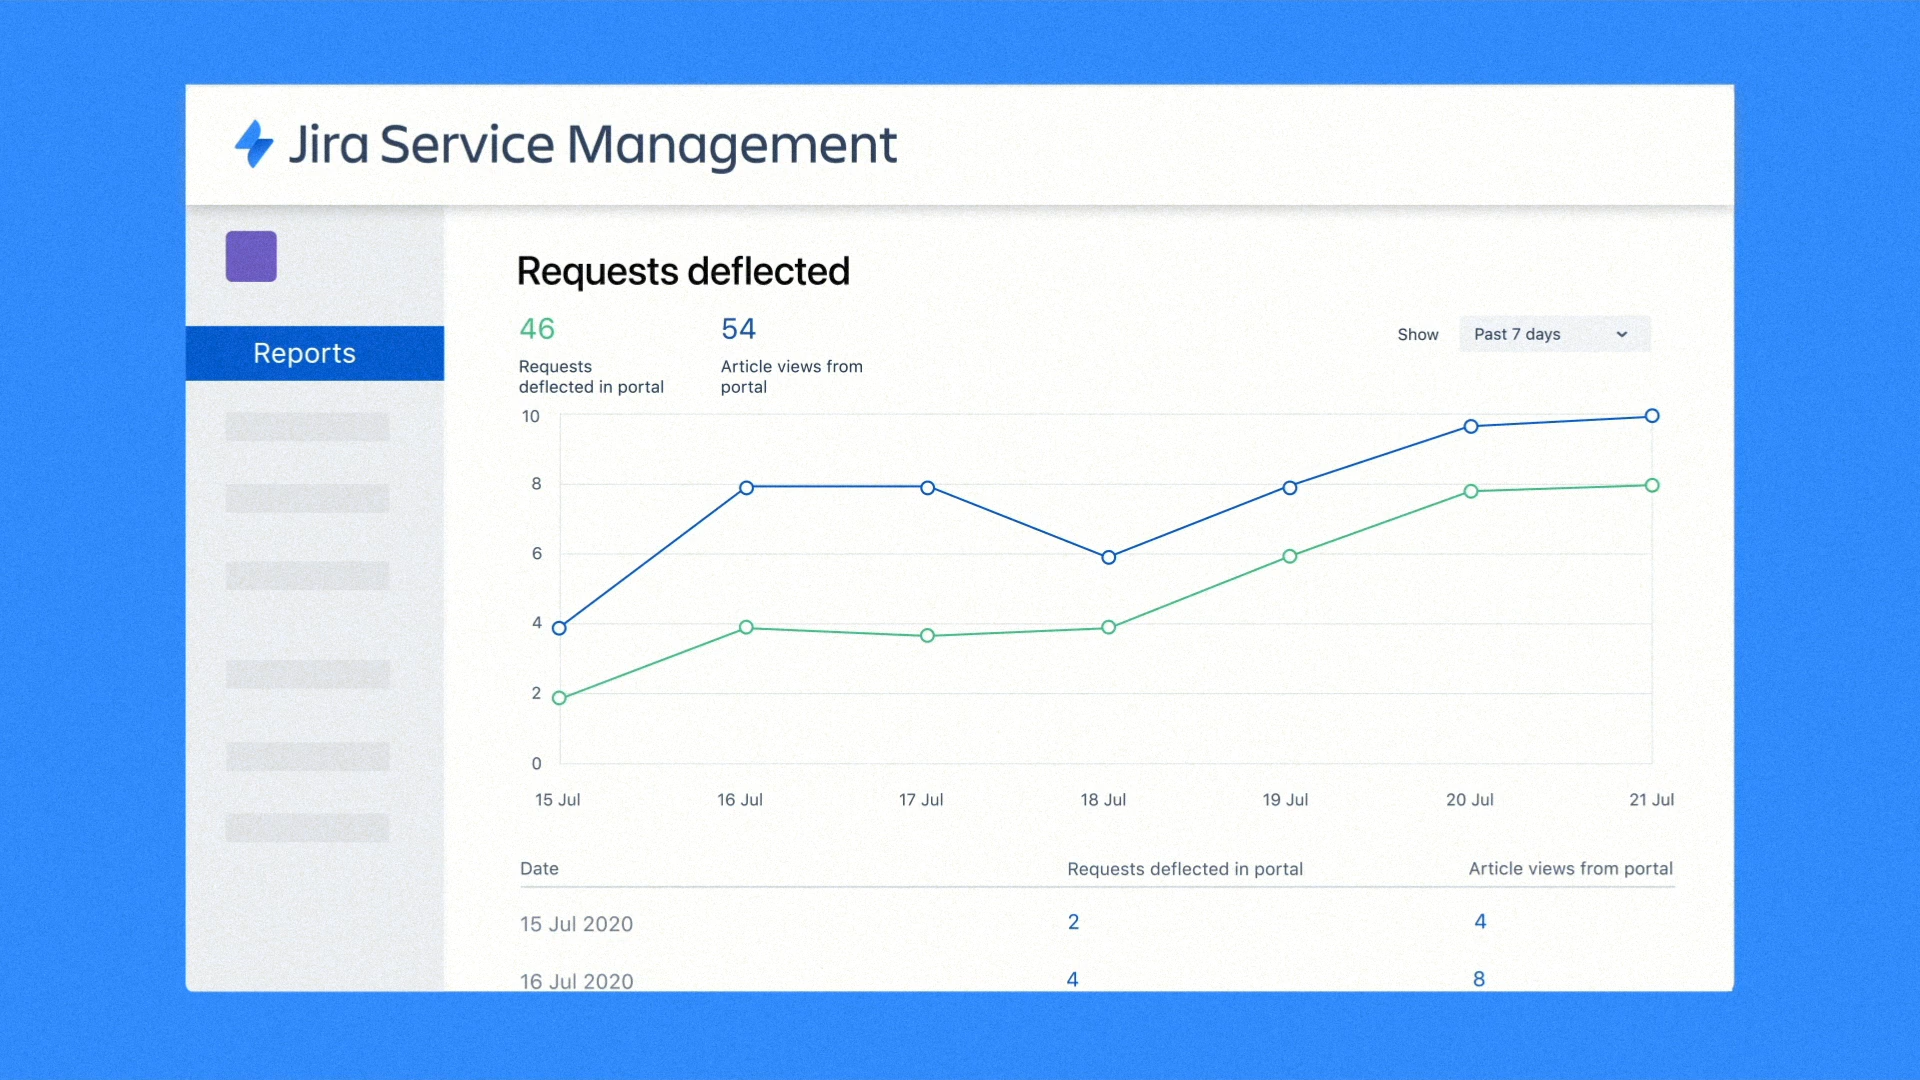 Jira Service Management
Reports
Requests deflected
46
Requests
deflected in portal
54
Article views from
portal
Show
Past 7 days
10
8
6
4
2
0
15 Jul
16 Jul
17 Jul
18 Jul
19 Jul
20 Jul
21 Jul
Date Requests deflected in portal Article views from portal
15 Jul 2020 2 4
16 Jul 2020 4 8